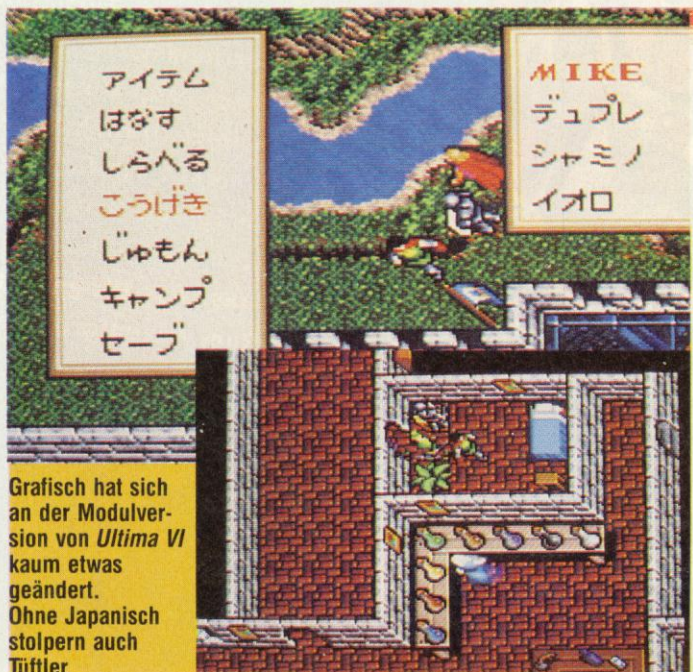 アイテム
はなす
しらべる
こうげき
じゅもん
キャンプ
セーブ
MIKE
デュプレ
シャミノ
イオロ
Grafisch hat sich
an der Modulver-
sion von Ultima VI
kaum etwas
geändert.
Ohne Japanisch
stolpern auch
Tüftler